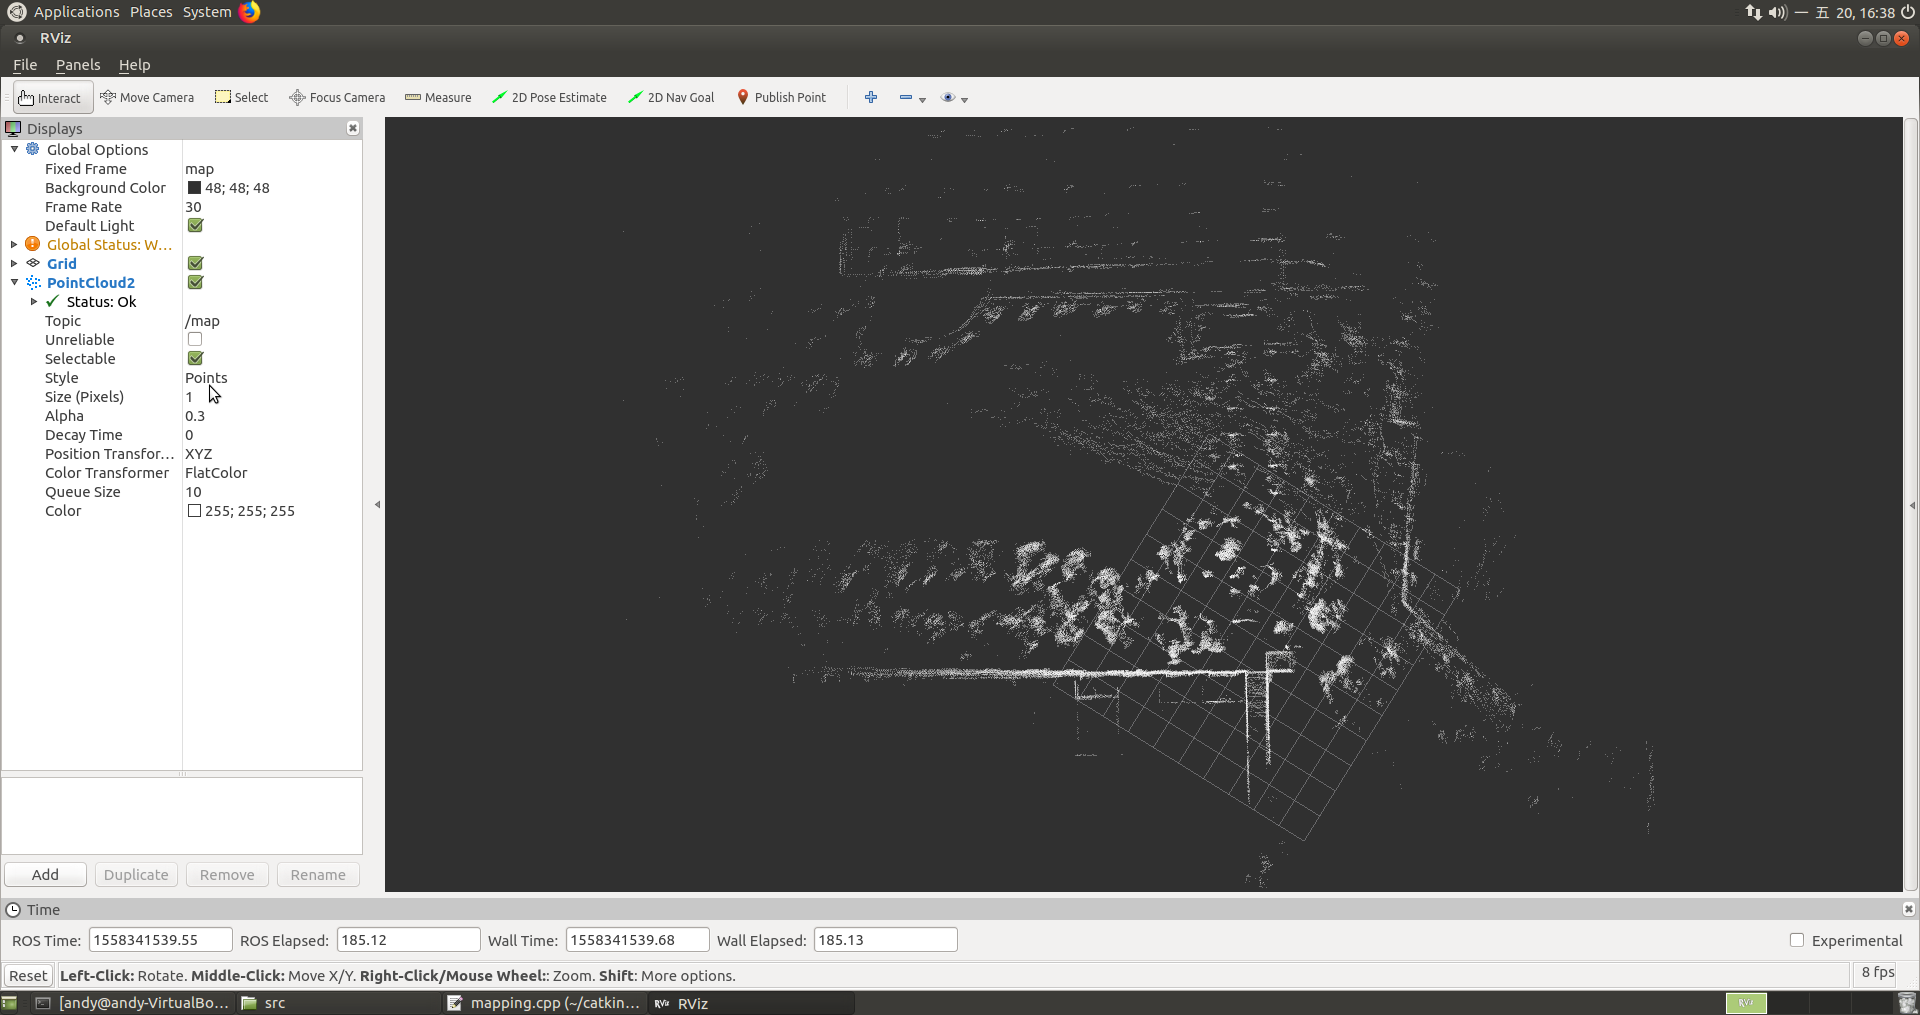 Applications Places System 一 五 20, 16:38
RViz
File Panels Help
Interact Move Camera Select Focus Camera Measure 2D Pose Estimate 2D Nav Goal Publish Point
Displays
Global Options
Fixed Frame map
Background Color 48; 48; 48
Frame Rate 30
Default Light
Global Status: W...
Grid
PointCloud2
Status: Ok
Topic /map
Unreliable
Selectable
Style Points
Size (Pixels) 1
Alpha 0.3
Decay Time 0
Position Transfor... XYZ
Color Transformer FlatColor
Queue Size 10
Color 255; 255; 255
Add Duplicate Remove Rename
Time
ROS Time: 1558341539.55 ROS Elapsed: 185.12 Wall Time: 1558341539.68 Wall Elapsed: 185.13 Experimental
Reset Left-Click: Rotate. Middle-Click: Move X/Y. Right-Click/Mouse Wheel:: Zoom. Shift: More options. 8 fps
[andy@andy-VirtualBo... src mapping.cpp (~/catkin... RViz RViz